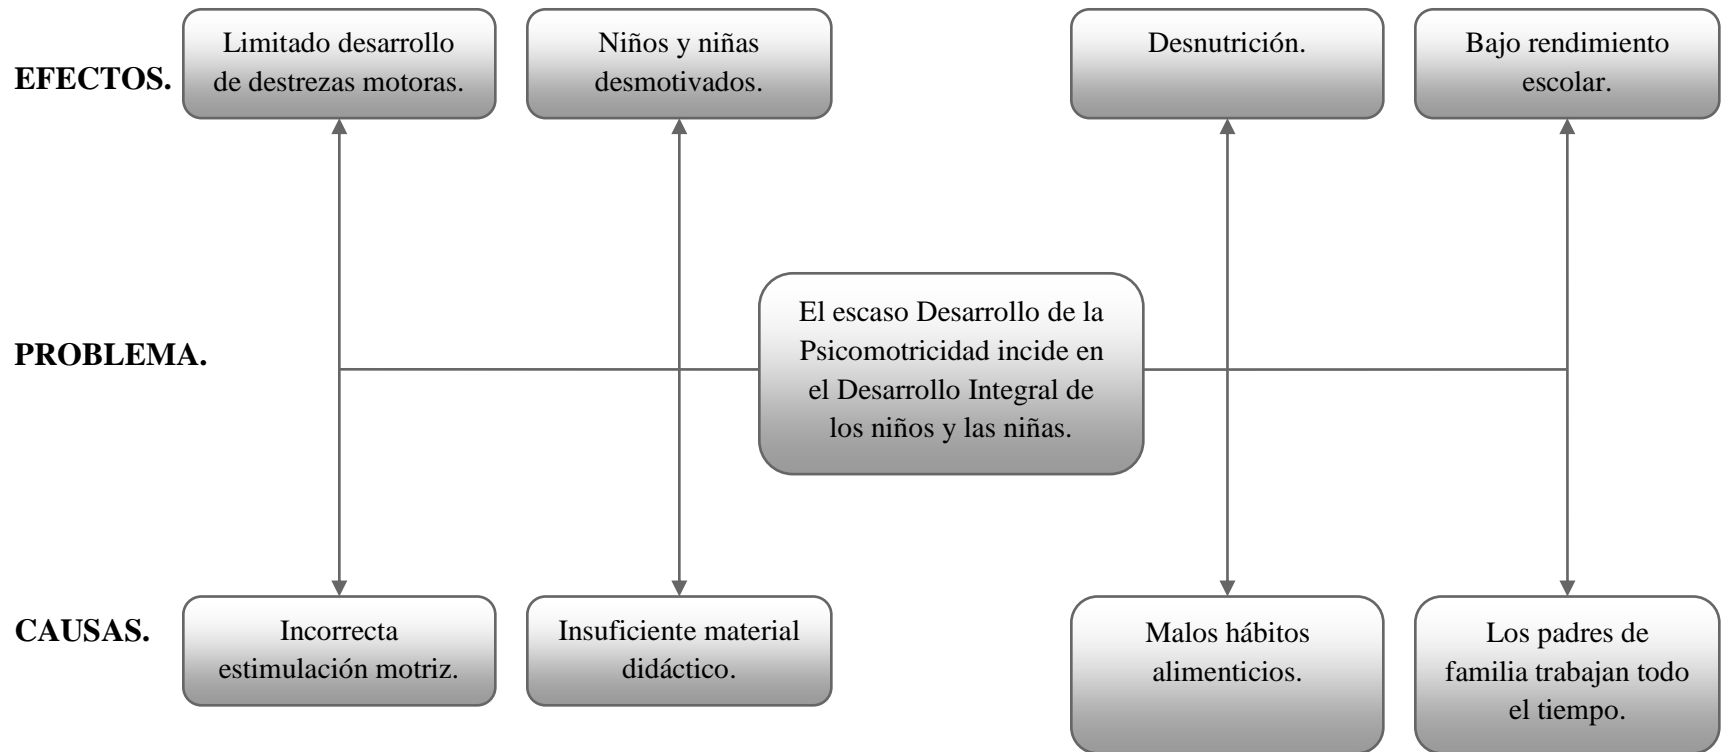 EFECTOS.
Limitado desarrollo
de destrezas motoras.
Niños y niñas
desmotivados.
Desnutrición.
Bajo rendimiento
escolar.
PROBLEMA.
El escaso Desarrollo de la
Psicomotricidad incide en
el Desarrollo Integral de
los niños y las niñas.
CAUSAS.
Incorrecta
estimulación motriz.
Insuficiente material
didáctico.
Malos hábitos
alimenticios.
Los padres de
familia trabajan todo
el tiempo.